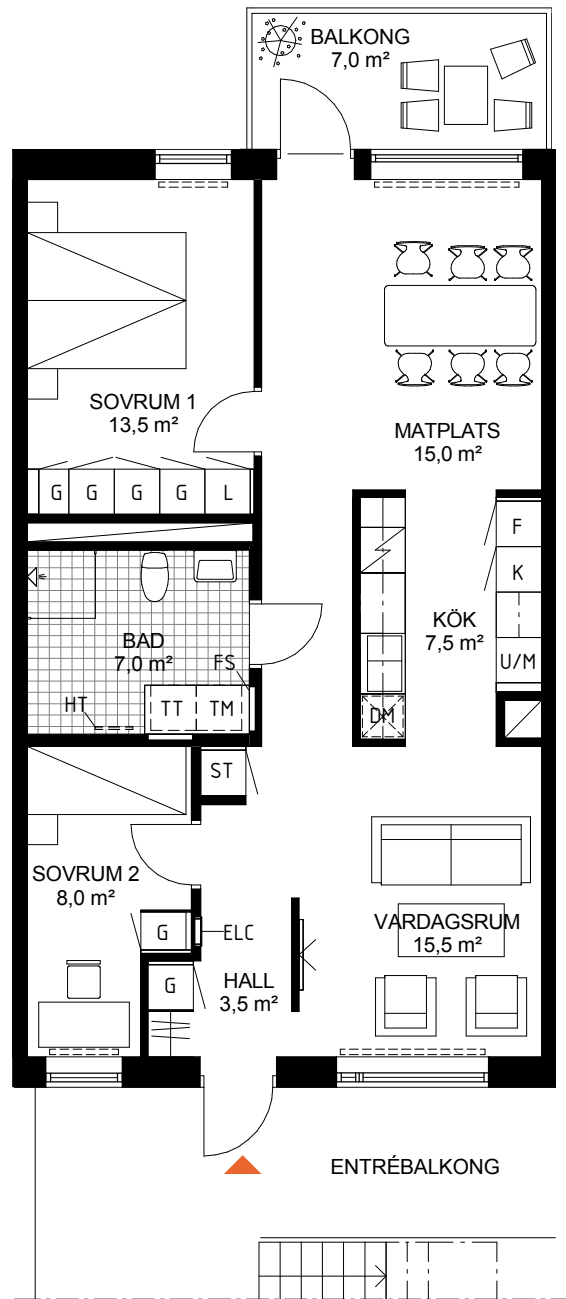 BALKONG
7,0 m²
SOVRUM 1
13,5 m²
MATPLATS
15,0 m²
G G G G L
F
K
KÖK
7,5 m²
U/M
BAD
7,0 m²
FS
HT
TT TM
DM
ST
SOVRUM 2
8,0 m²
G
ELC
VARDAGSRUM
15,5 m²
G
HALL
3,5 m²
ENTRÉBALKONG